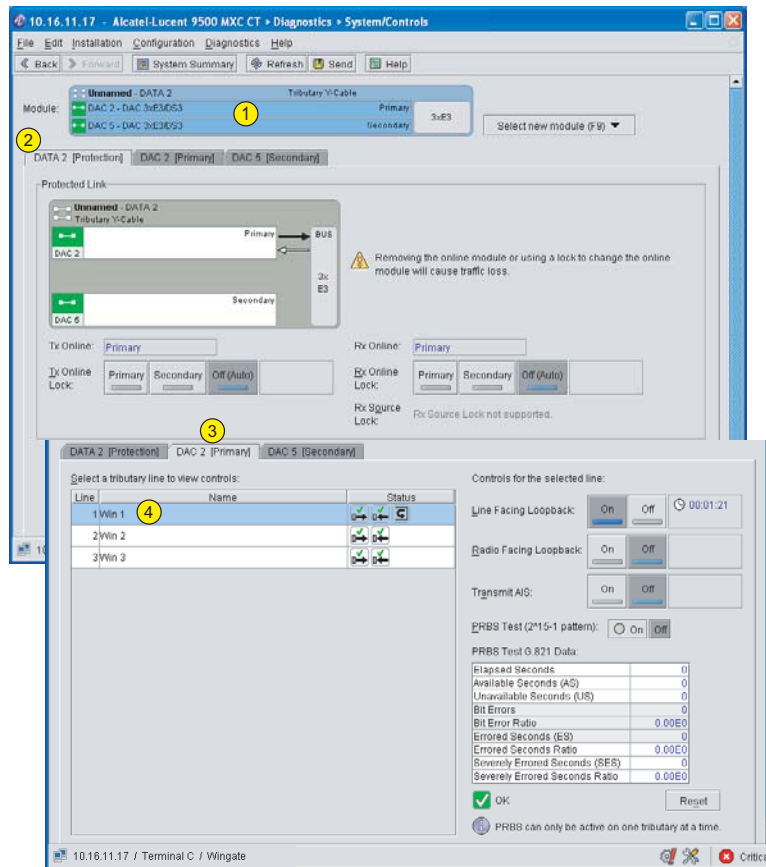 10.16.11.17 - Alcatel-Lucent 9500 MXC CT ▸ Diagnostics ▸ System/Controls
File Edit Installation Configuration Diagnostics Help
Back Forward System Summary Refresh Send Help
Module:
Unnamed - DATA 2 Tributary Y-Cable
DAC 2 - DAC 3xE3/DS3 Primary
DAC 5 - DAC 3xE3/DS3 Secondary
3xE3
1
Select new module (F9)
2
DATA 2 [Protection] DAC 2 [Primary] DAC 5 [Secondary]
Protected Link
Unnamed - DATA 2
Tributary Y-Cable
Primary BUS
DAC 2
3x
E3
Secondary
DAC 5
Removing the online module or using a lock to change the online
module will cause traffic loss.
Tx Online: Primary
Rx Online: Primary
Tx Online Lock: Primary Secondary Off (Auto)
Rx Online Lock: Primary Secondary Off (Auto)
Rx Source Lock: Rx Source Lock not supported.
3
DATA 2 [Protection] DAC 2 [Primary] DAC 5 [Secondary]
Select a tributary line to view controls:
Line Name Status
1 Win 1
4
2 Win 2
3 Win 3
Controls for the selected line:
Line Facing Loopback: On Off 00:01:21
Radio Facing Loopback: On Off
Transmit AIS: On Off
PRBS Test (2^15-1 pattern): On Off
PRBS Test G.821 Data:
Elapsed Seconds 0
Available Seconds (AS) 0
Unavailable Seconds (US) 0
Bit Errors 0
Bit Error Ratio 0.00E0
Errored Seconds (ES) 0
Errored Seconds Ratio 0.00E0
Severely Errored Seconds (SES) 0
Severely Errored Seconds Ratio 0.00E0
OK Reset
PRBS can only be active on one tributary at a time.
10
10.16.11.17 / Terminal C / Wingate
Critic